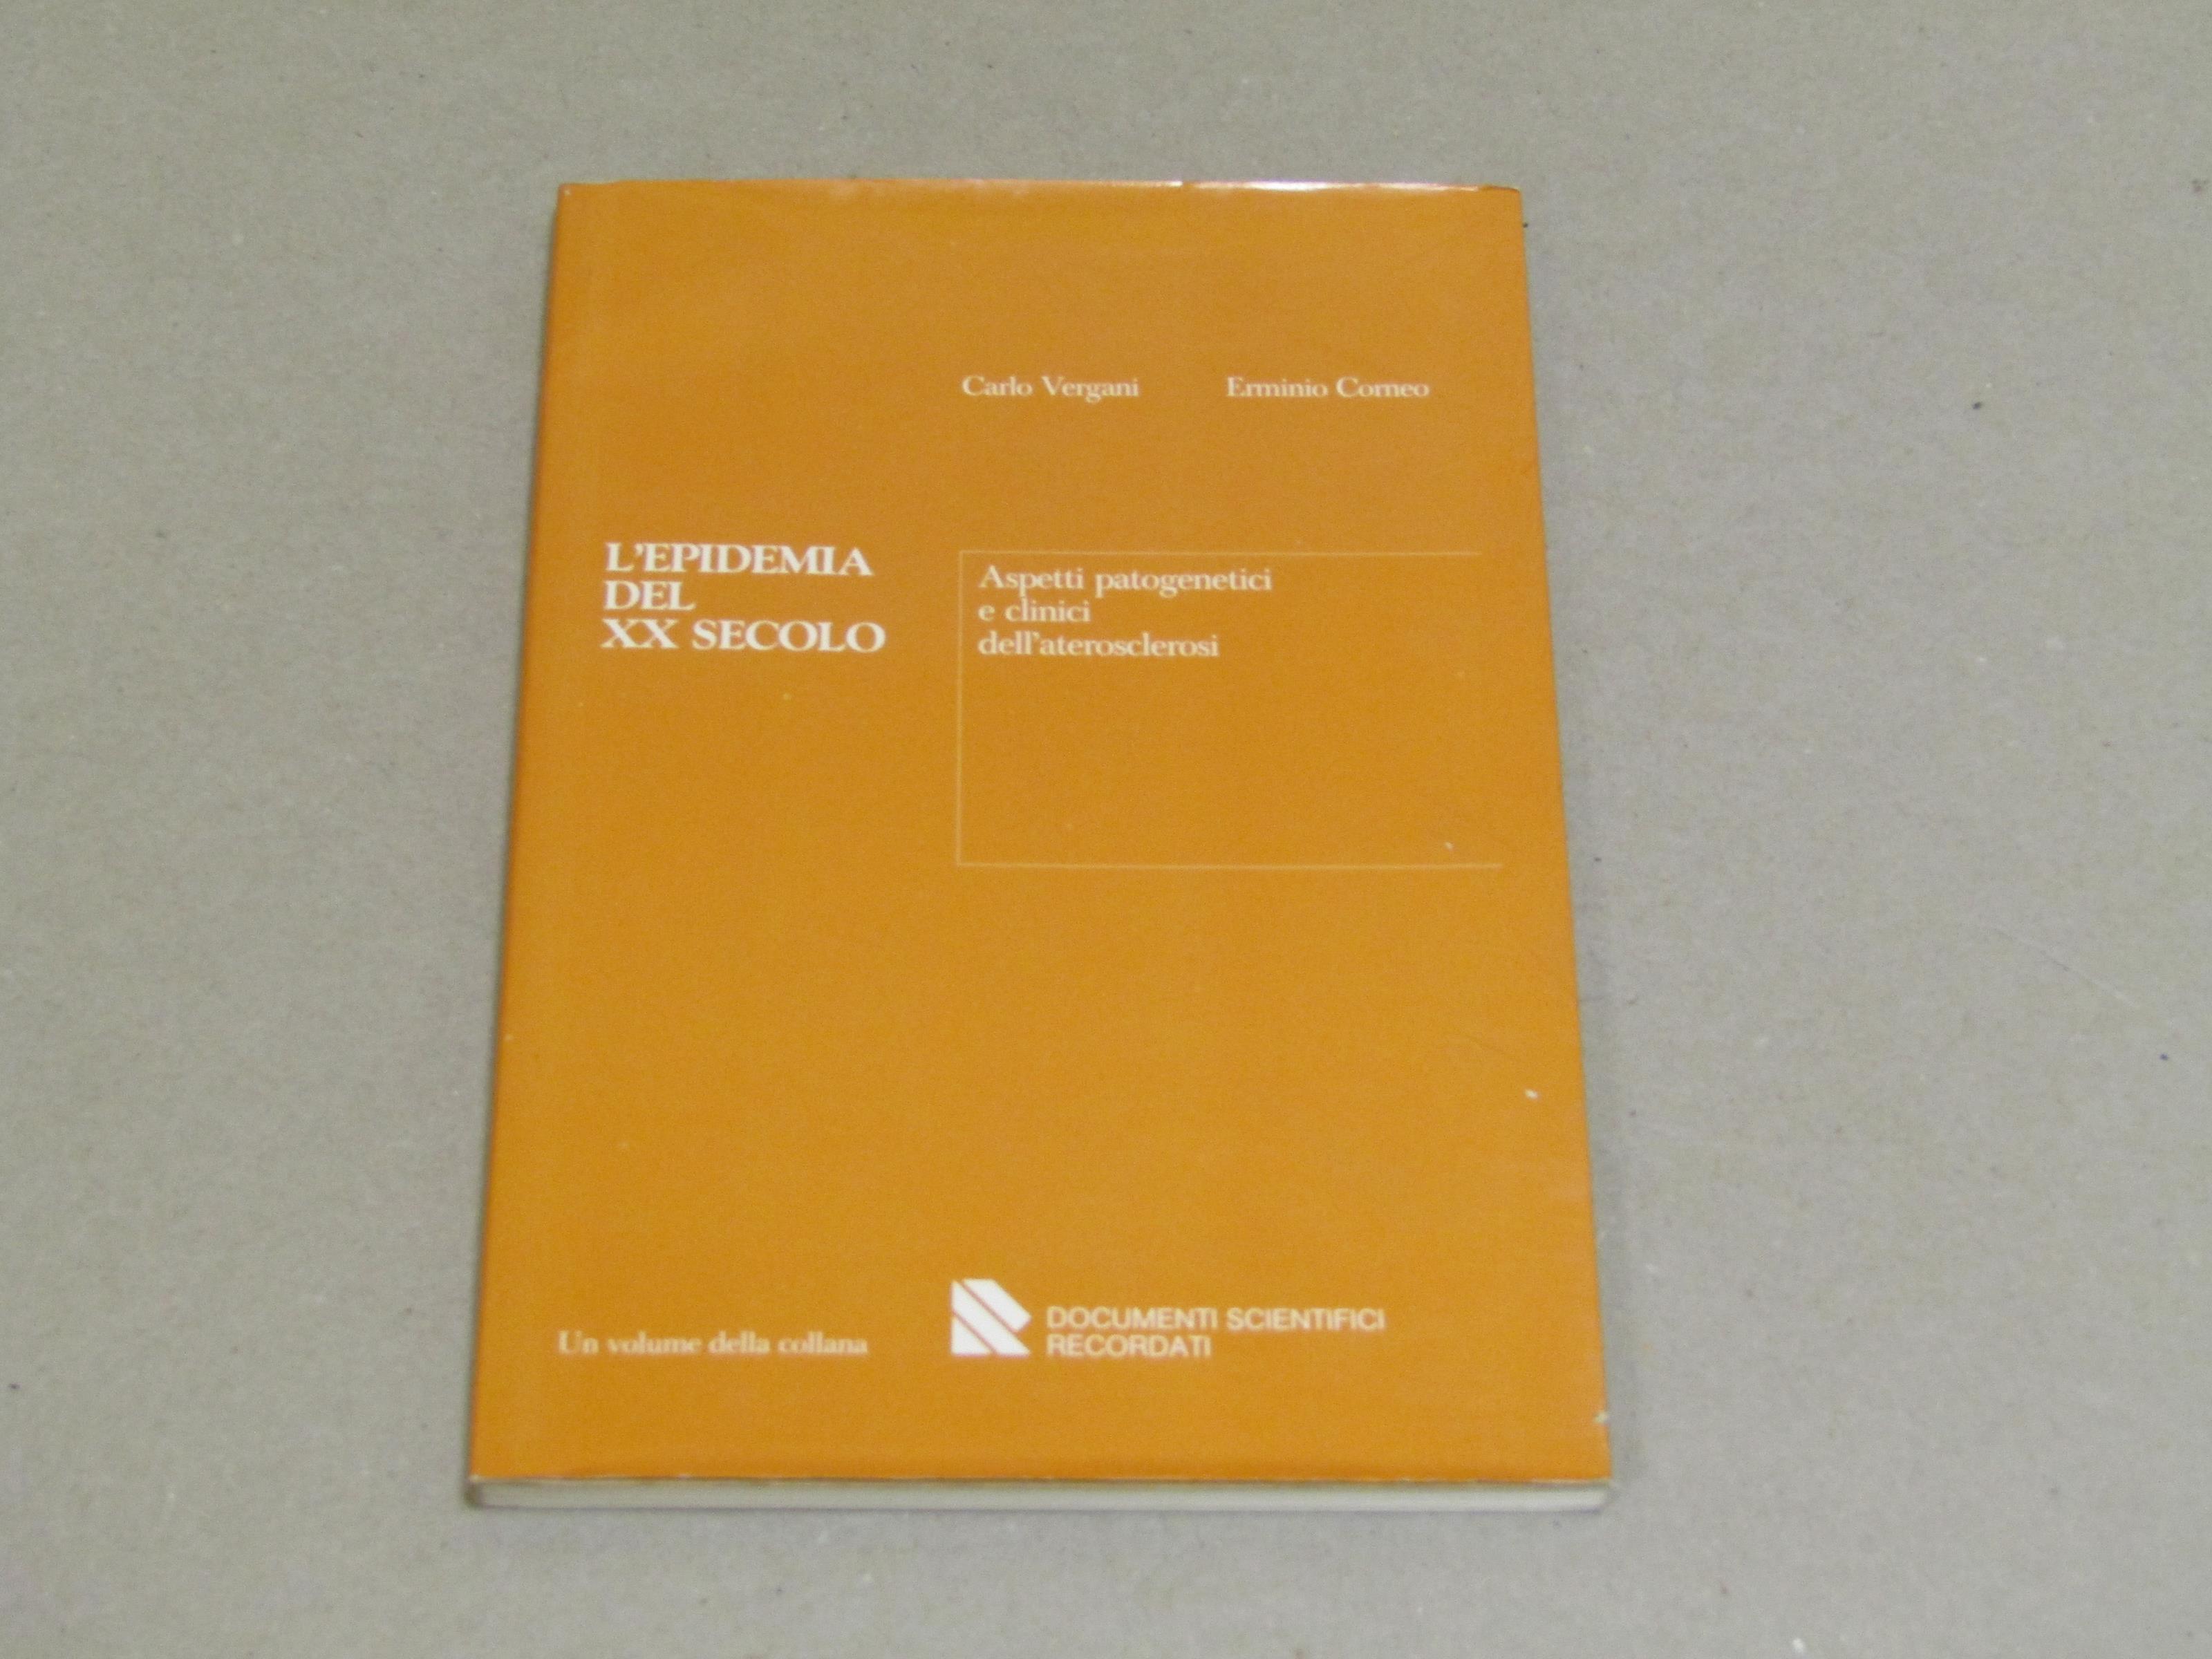 Carlo Vergani Erminio Corneo
L'EPIDEMIA
DEL
XX SECOLO
Aspetti patogenetici
e clinici
dell'aterosclerosi
Un volume della collana
DOCUMENTI SCIENTIFICI
RECORDATI